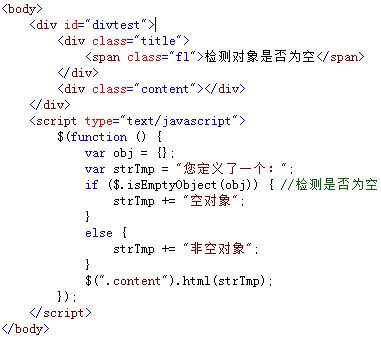 <body>
    <div id="divtest">
        <div class="title">
            <span class="fl">检测对象是否为空</span>
        </div>
        <div class="content"></div>
    </div>
    <script type="text/javascript">
        $(function () {
            var obj = {};
            var strTmp = "您定义了一个：";
            if ($.isEmptyObject(obj)) { //检测是否为空
                strTmp += "空对象";
            }
            else {
                strTmp += "非空对象";
            }
            $(".content").html(strTmp);
        });
    </script>
</body>